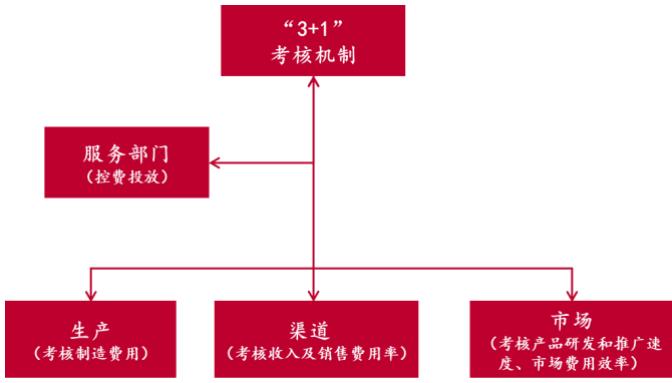 “3+1”
考核机制
服务部门
（控费投放）
生产
（考核制造费用）
渠道
（考核收入及销售费用率）
市场
（考核产品研发和推广速
度、市场费用效率）